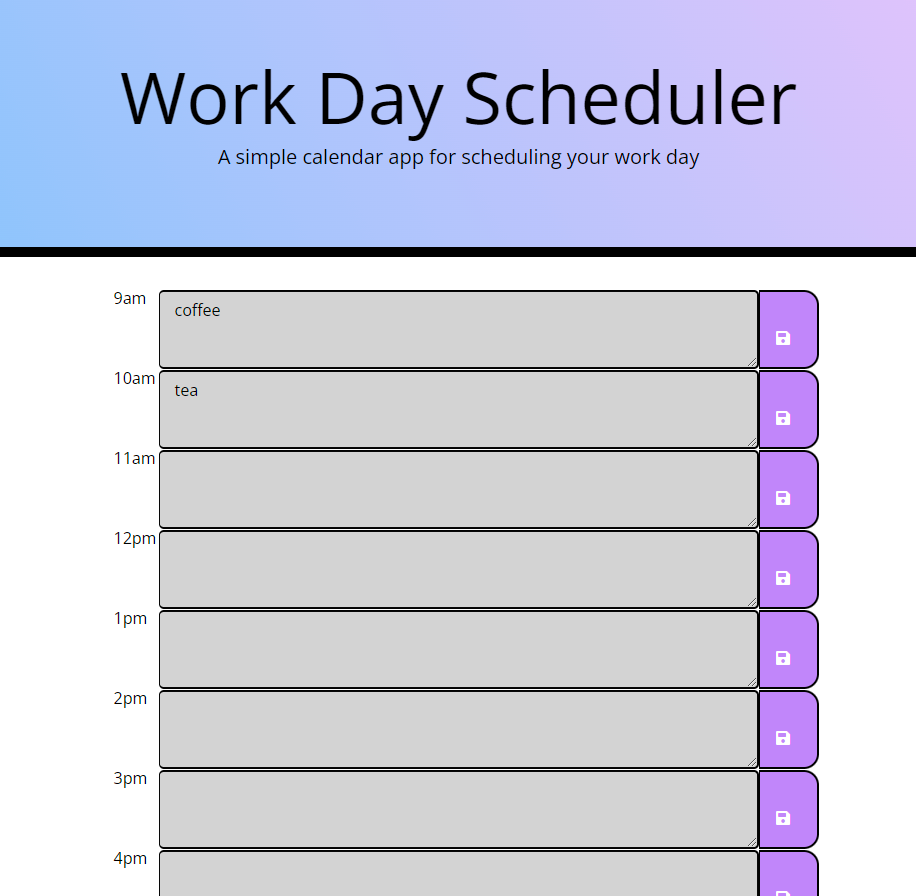 Work Day Scheduler
A simple calendar app for scheduling your work day
9am
coffee
10am
tea
11am
12pm
1pm
2pm
3pm
4pm